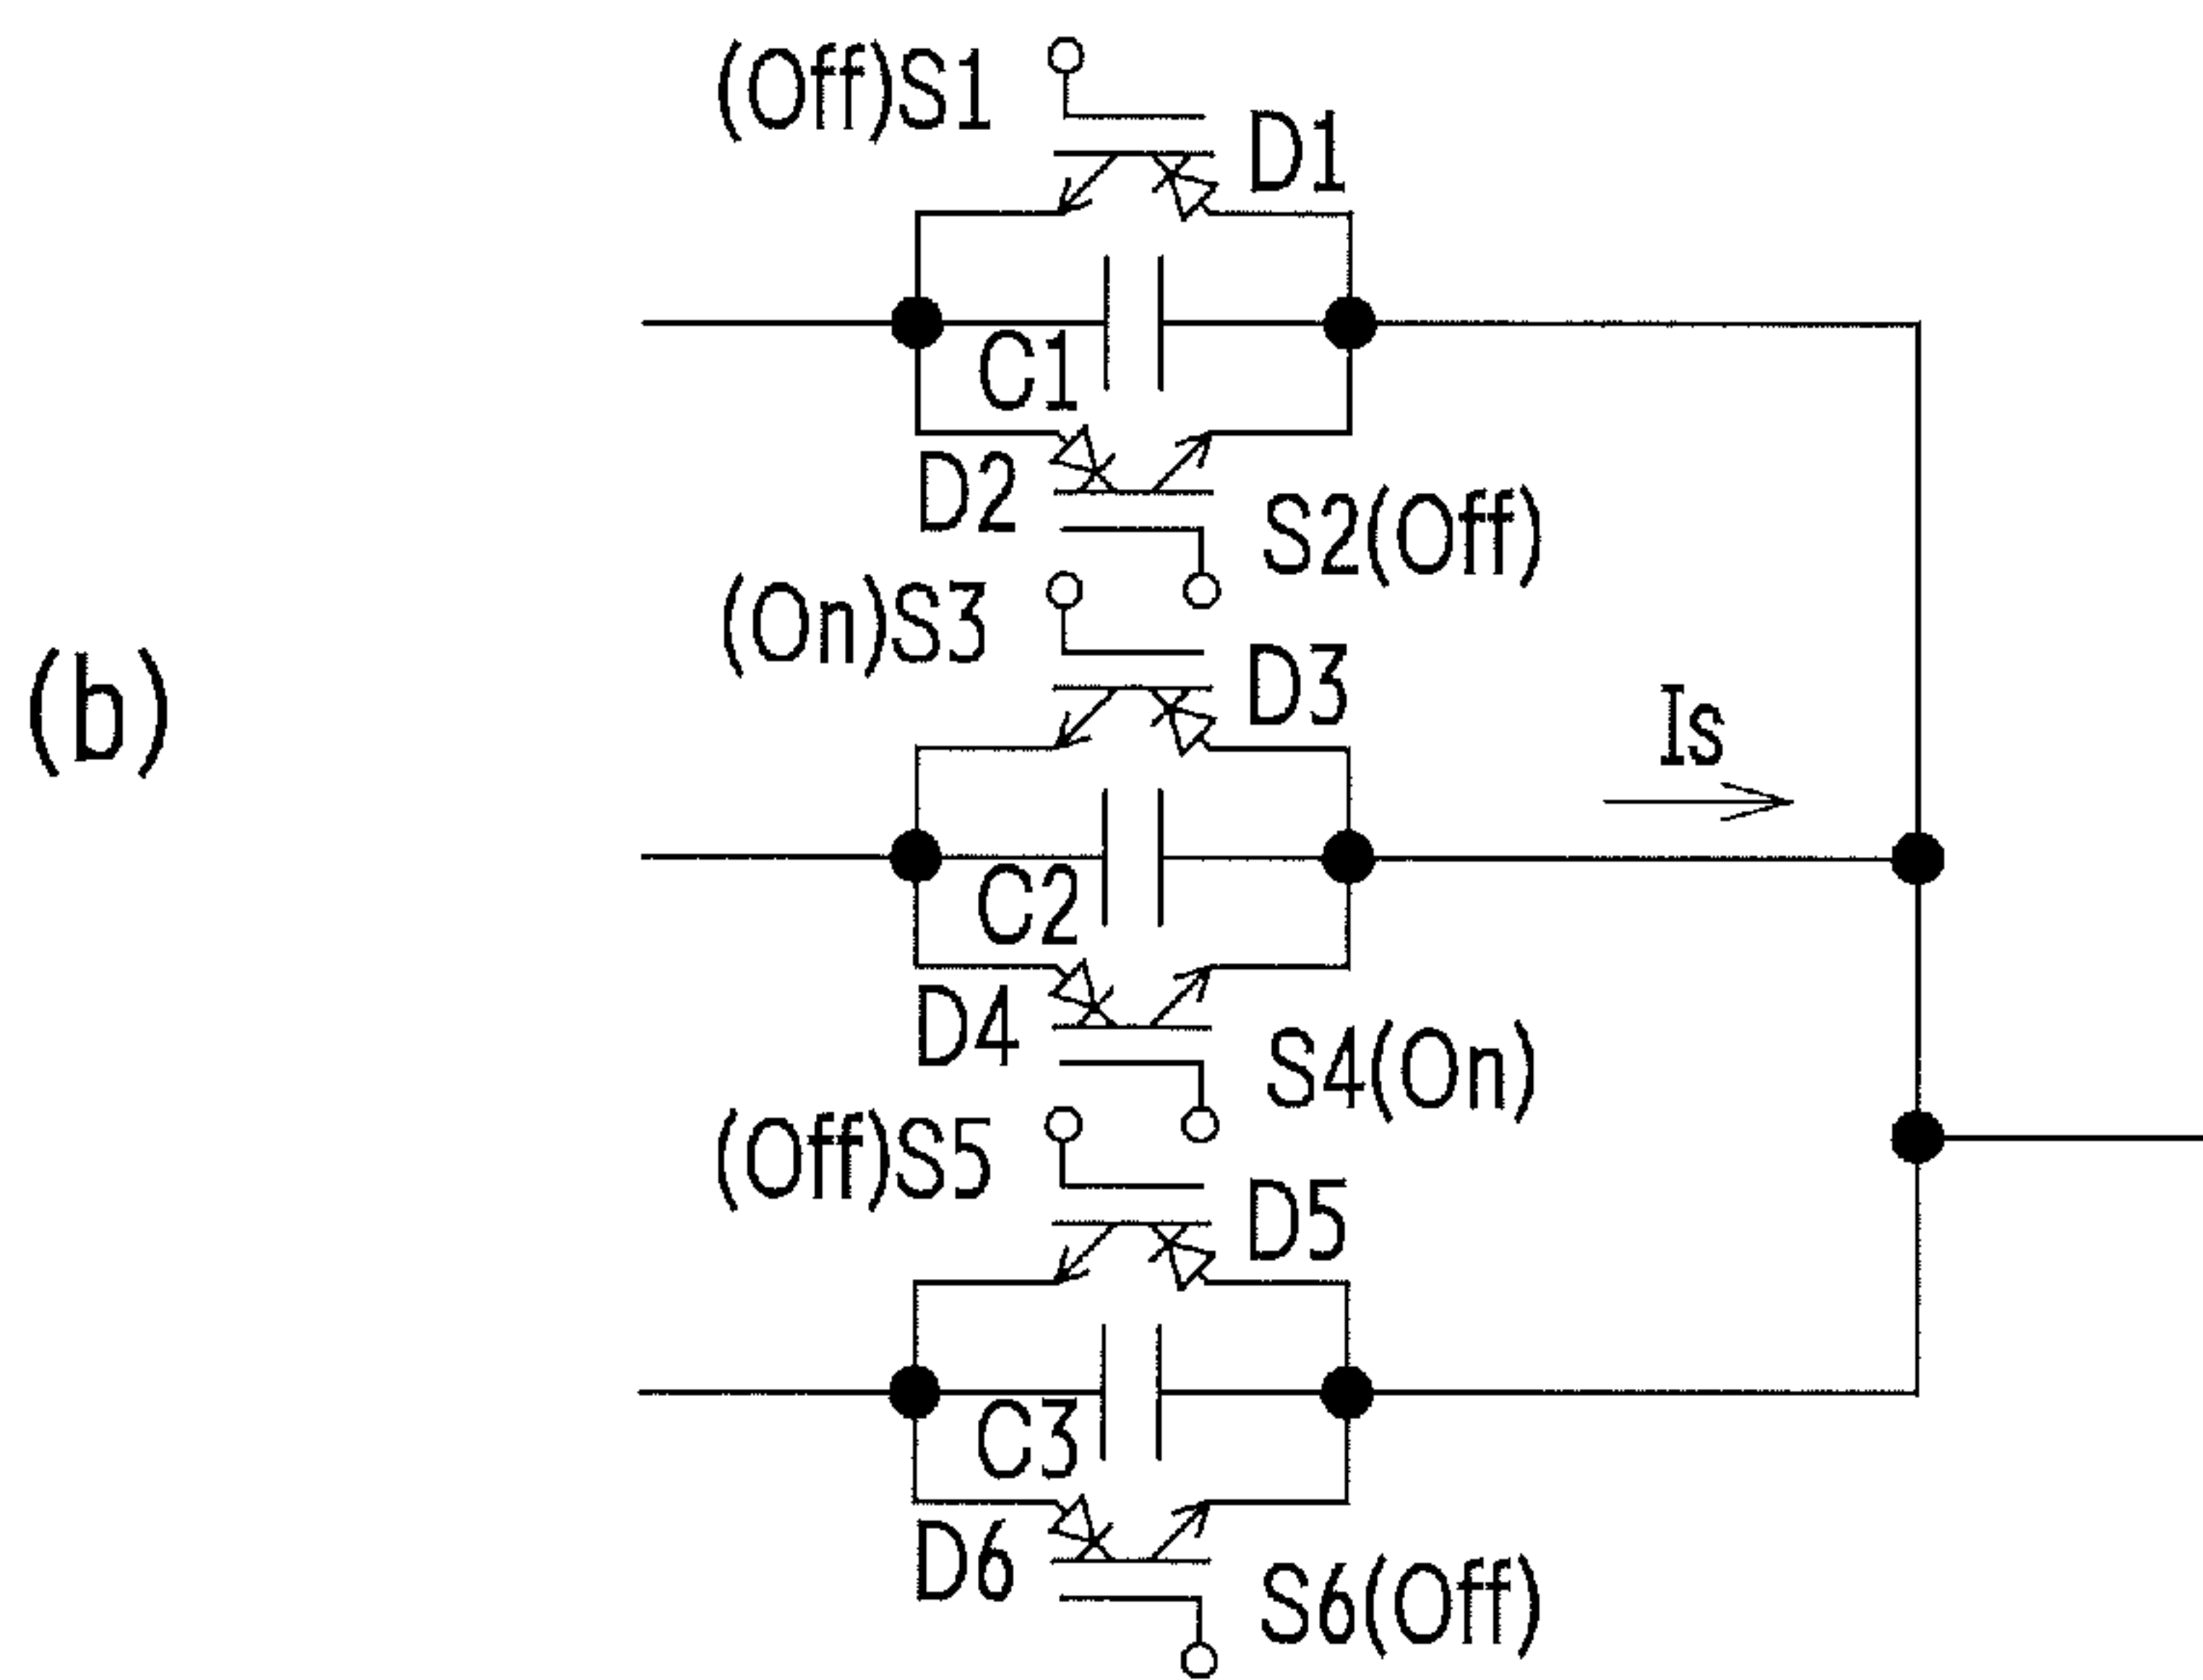 (Off)S1
D1
C1
D2
S2(Off)
(On)S3
D3
(b)
Is
C2
D4
S4(On)
(Off)S5
D5
C3
D6
S6(Off)